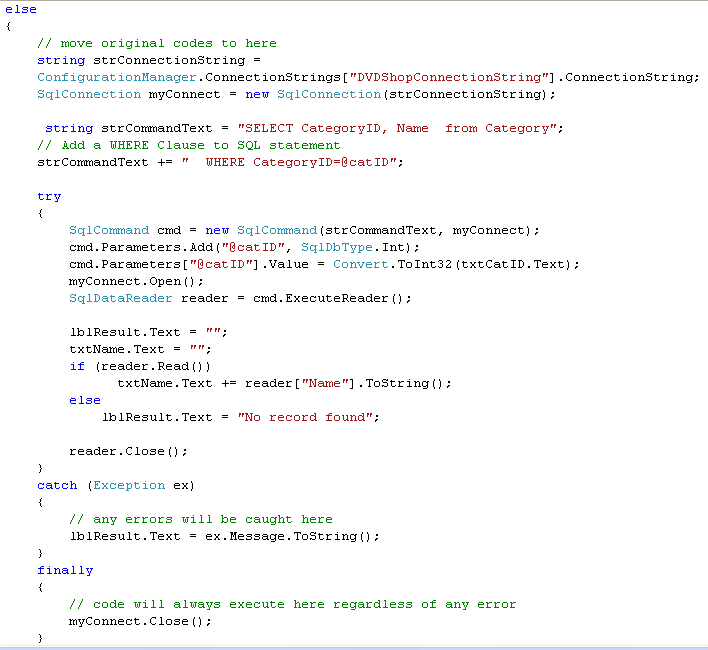 else
{
// move original codes to here
string strConnectionString =
ConfigurationManager.ConnectionStrings["DVDShopConnectionString"].ConnectionString;
SqlConnection myConnect = new SqlConnection(strConnectionString);
string strCommandText = "SELECT CategoryID, Name  from Category";
// Add a WHERE Clause to SQL statement
strCommandText += "  WHERE CategoryID=@catID";
try
{
SqlCommand cmd = new SqlCommand(strCommandText, myConnect);
cmd.Parameters.Add("@catID", SqlDbType.Int);
cmd.Parameters["@catID"].Value = Convert.ToInt32(txtCatID.Text);
myConnect.Open();
SqlDataReader reader = cmd.ExecuteReader();
lblResult.Text = "";
txtName.Text = "";
if (reader.Read())
txtName.Text += reader["Name"].ToString();
else
lblResult.Text = "No record found";
reader.Close();
}
catch (Exception ex)
{
// any errors will be caught here
lblResult.Text = ex.Message.ToString();
}
finally
{
// code will always execute here regardless of any error
myConnect.Close();
}